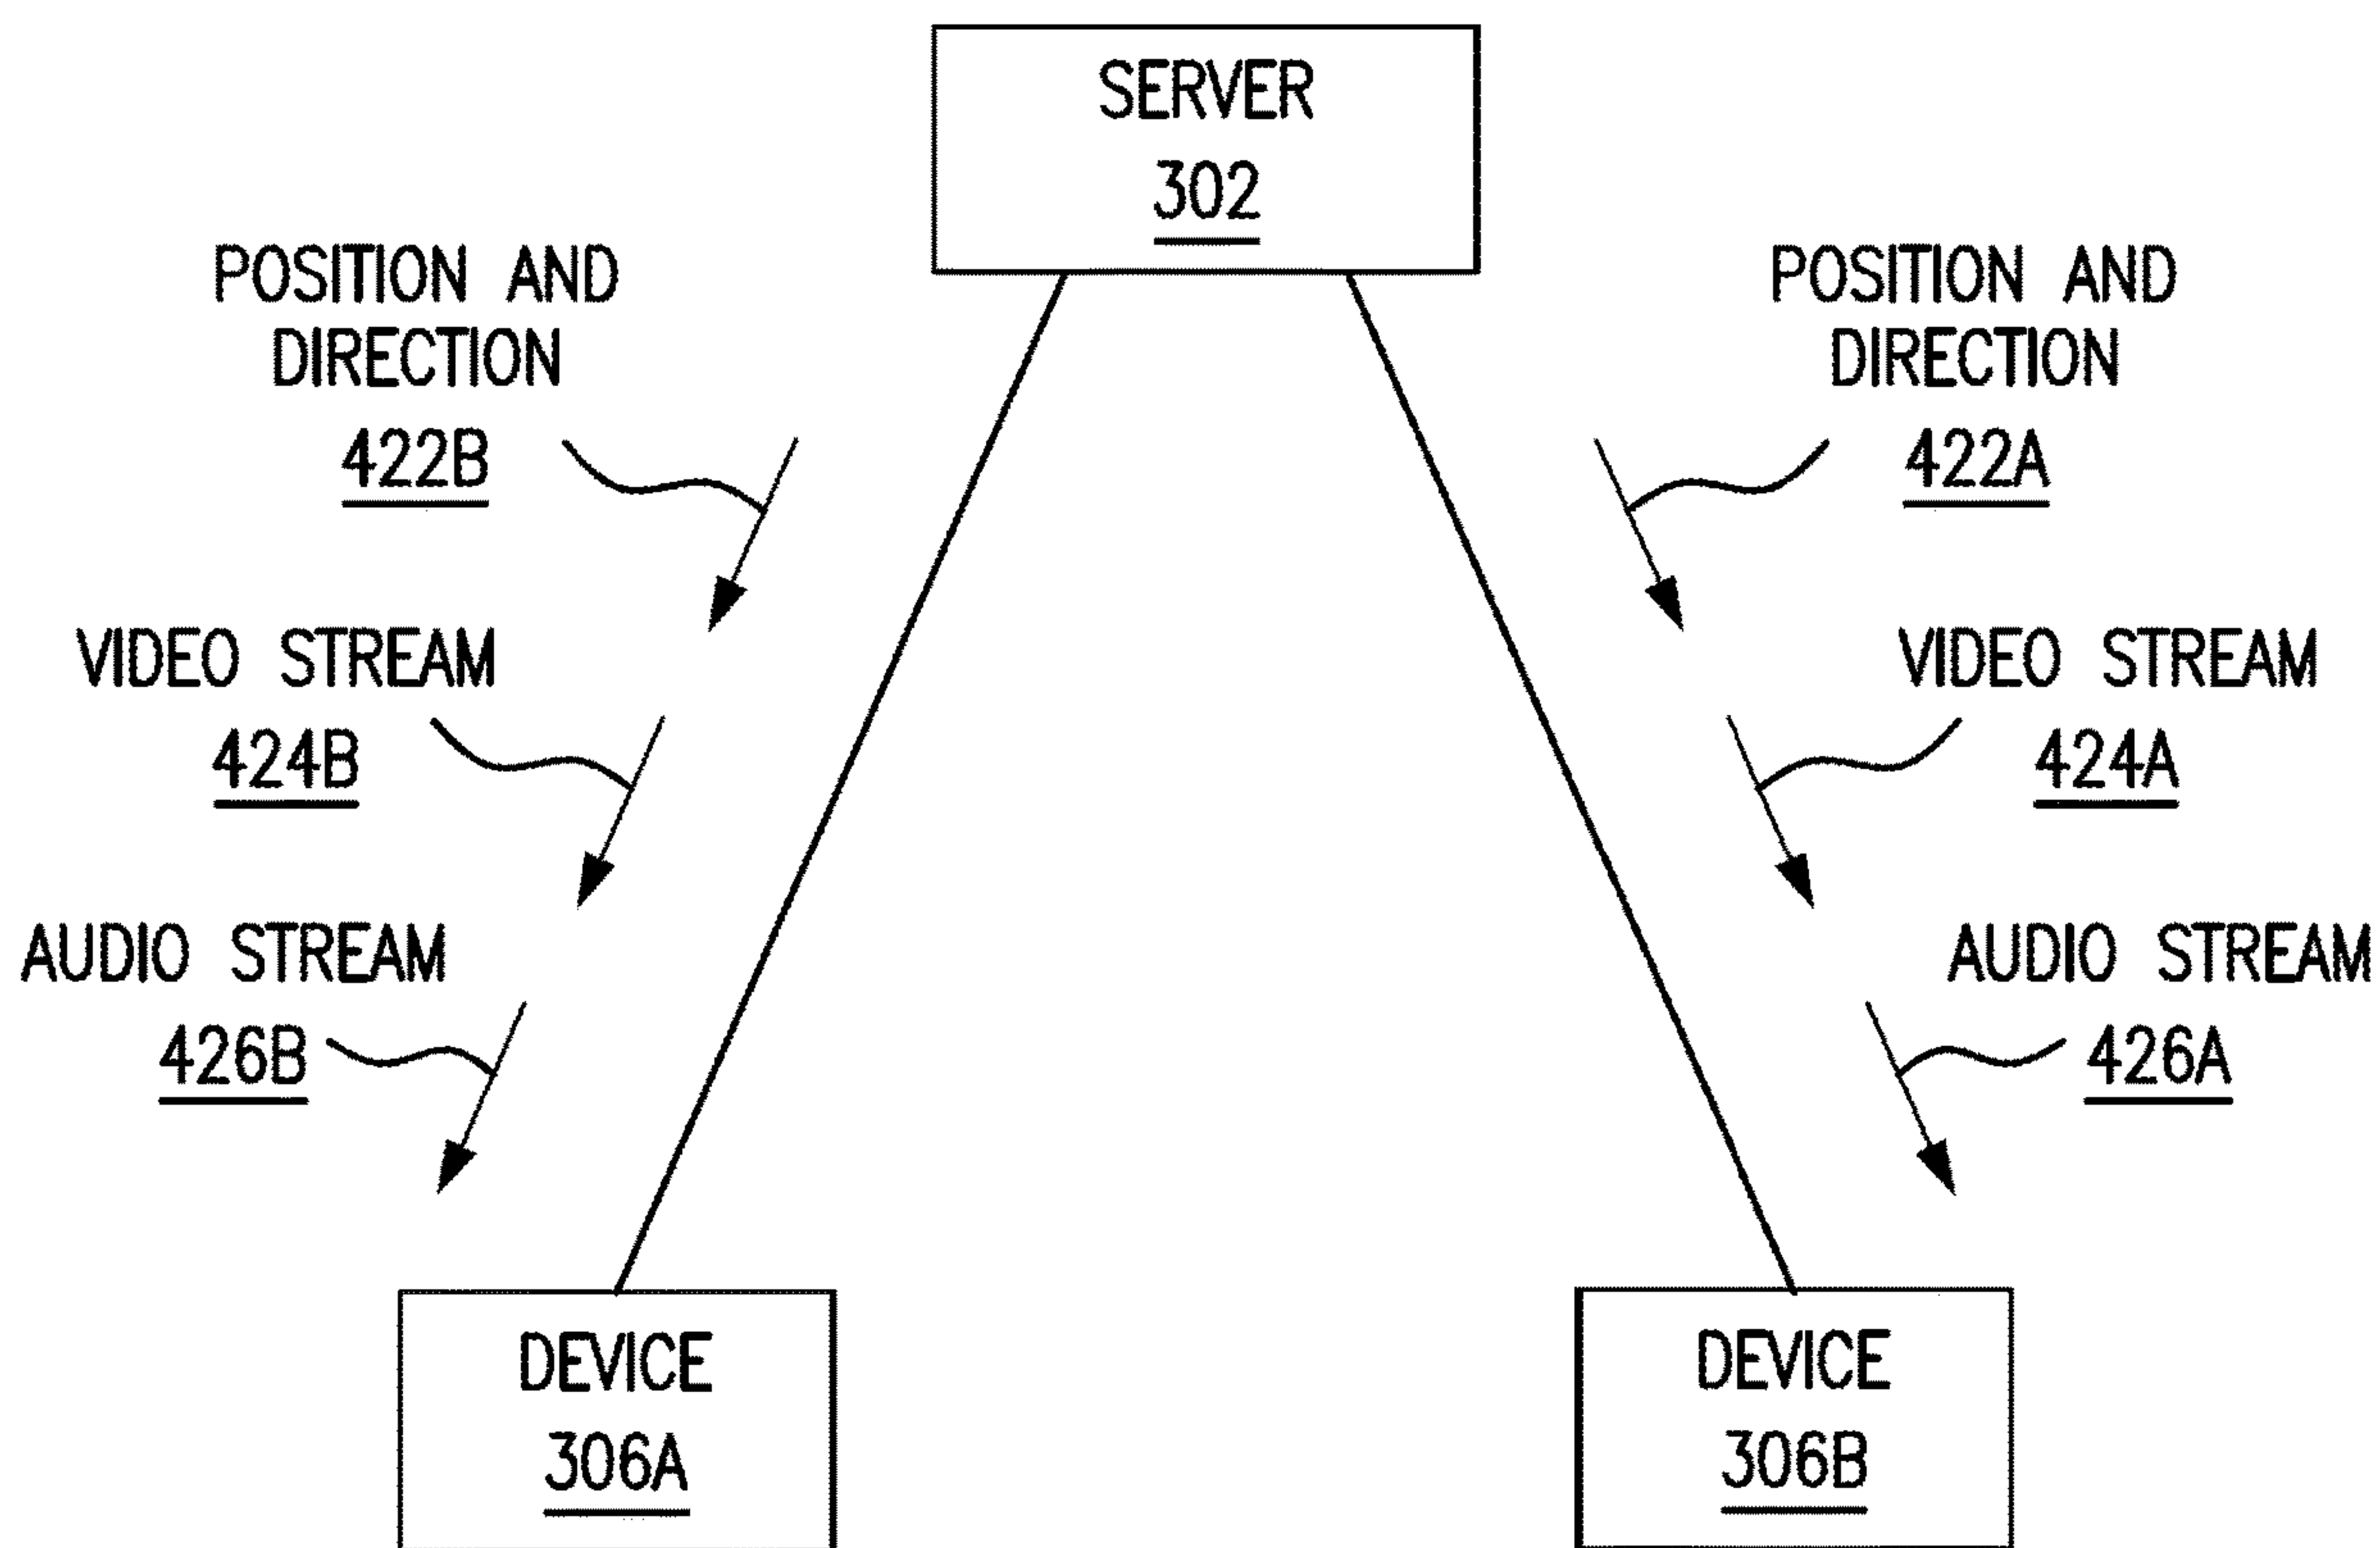 SERVER
302
POSITION AND
DIRECTION
422B
POSITION AND
DIRECTION
422A
VIDEO STREAM
424B
VIDEO STREAM
424A
AUDIO STREAM
426B
AUDIO STREAM
426A
DEVICE
306A
DEVICE
306B